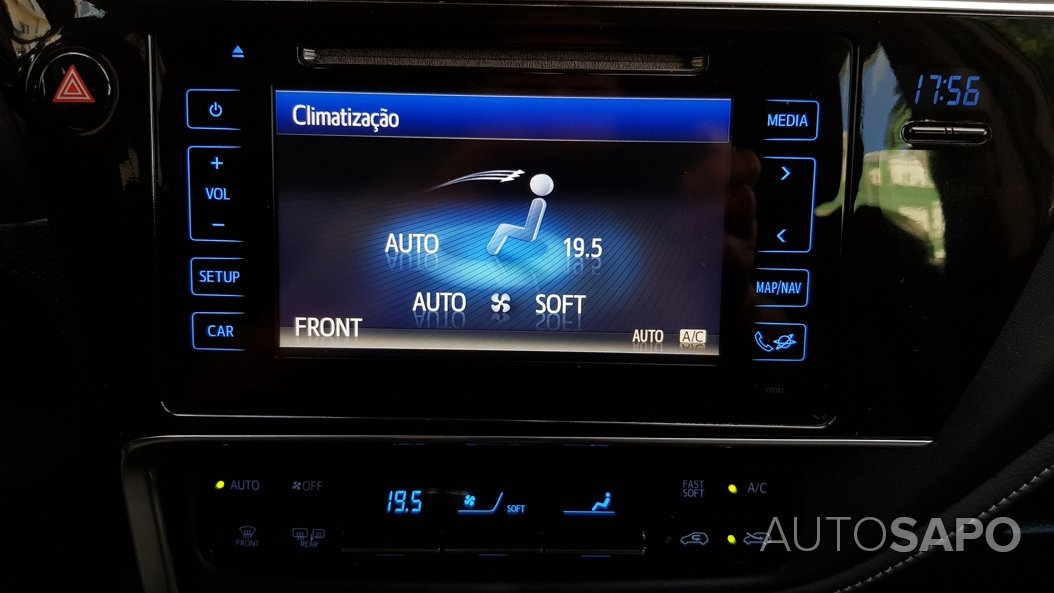 17:56
Climatização
MEDIA
+
VOL
−
AUTO
19.5
SETUP
MAP/NAV
AUTO SOFT
CAR
FRONT
AUTO A/C
AUTO
OFF
19.5
SOFT
FAST
SOFT
A/C
FRONT
REAR
AUTOSAPO